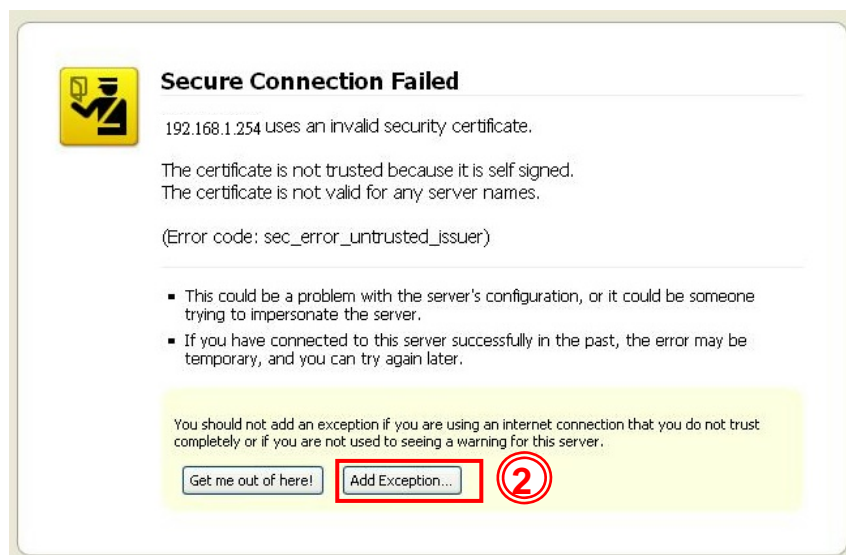 Secure Connection Failed
192.168.1.254 uses an invalid security certificate.
The certificate is not trusted because it is self signed.
The certificate is not valid for any server names.
(Error code: sec_error_untrusted_issuer)
▪ This could be a problem with the server's configuration, or it could be someone
trying to impersonate the server.
▪ If you have connected to this server successfully in the past, the error may be
temporary, and you can try again later.
You should not add an exception if you are using an internet connection that you do not trust
completely or if you are not used to seeing a warning for this server.
Get me out of here! Add Exception... 2